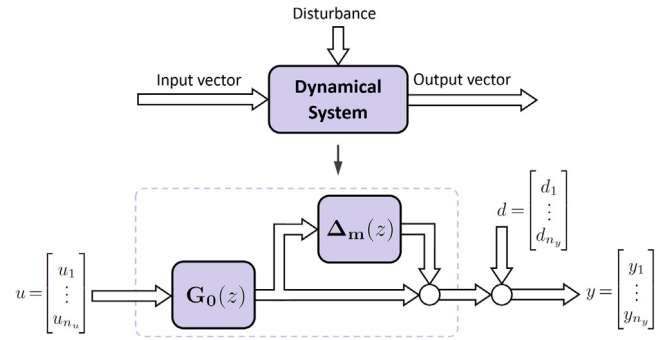 Disturbance
Input vector
Dynamical
System
Output vector
Δm(z)
d = [d1 ⋮ dny]
u = [u1 ⋮ unu]
G0(z)
y = [y1 ⋮ yny]